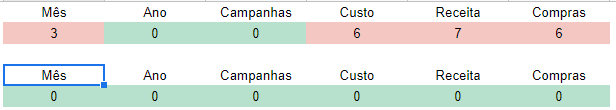 Mês Ano Campanhas Custo Receita Compras
3 0 0 6 7 6
Mês Ano Campanhas Custo Receita Compras
0 0 0 0 0 0